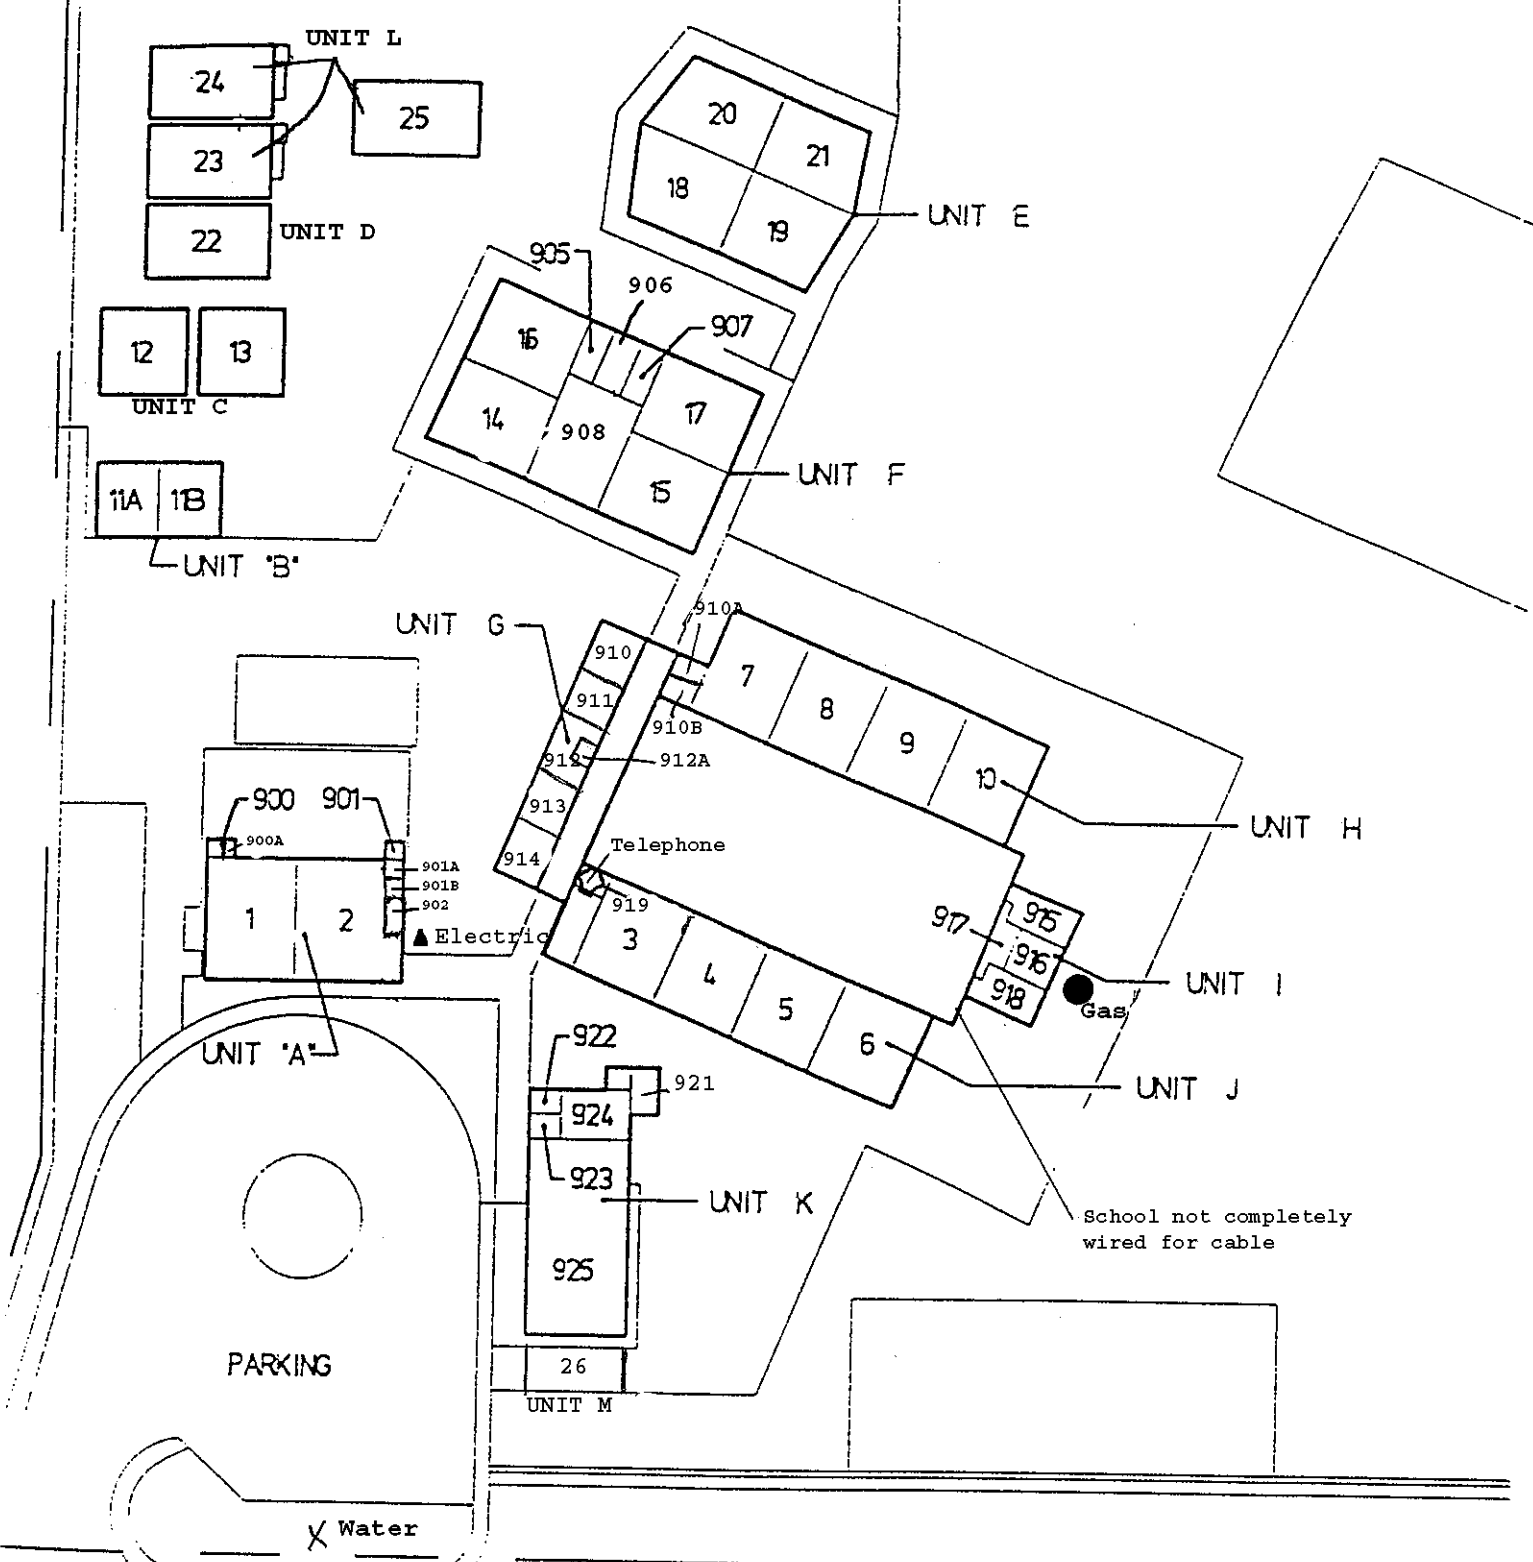 UNIT L
24
25
23
22
UNIT D
12
13
UNIT C
11A
11B
UNIT "B"
20
21
18
19
UNIT E
905
906
907
16
17
14
908
15
UNIT F
UNIT G
910A
910
911
910B
912
912A
913
914
7
8
9
10
UNIT H
Telephone
919
3
4
5
6
UNIT J
917
915
916
918
UNIT I
Gas
900
901
900A
901A
901B
902
1
2
Electric
UNIT "A"
922
921
924
923
UNIT K
925
School not completely
wired for cable
PARKING
26
UNIT M
X Water